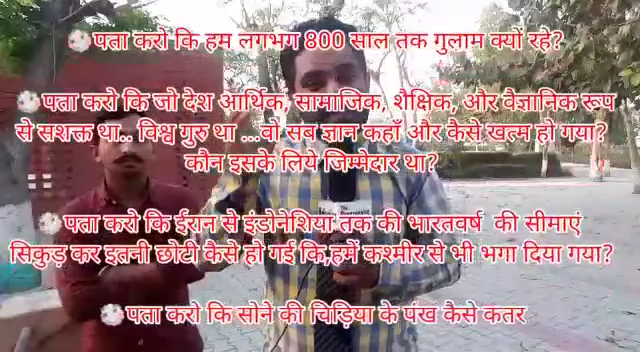 पता करो कि हम लगभग 800 साल तक गुलाम क्यों रहे?
पता करो कि जो देश आर्थिक, सामाजिक, शैक्षिक, और वैज्ञानिक रूप
से सशक्त था.. विश्व गुरु था ...वो सब ज्ञान कहाँ और कैसे खत्म हो गया?
कौन इसके लिये जिम्मेदार था?
पता करो कि ईरान से इंडोनेशिया तक की भारतवर्ष की सीमाएं
सिकुड़ कर इतनी छोटी कैसे हो गई कि,हमें कश्मीर से भी भगा दिया गया?
पता करो कि सोने की चिड़िया के पंख कैसे कतर